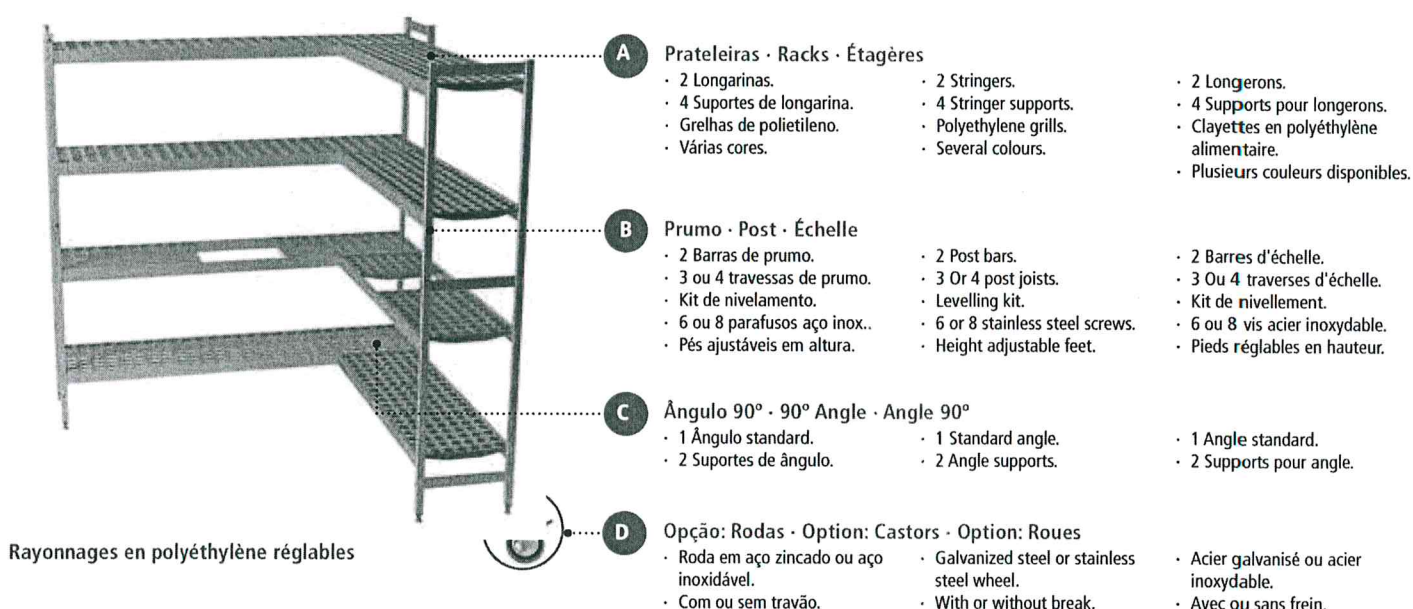 A
Prateleiras · Racks · Étagères
· 2 Longarinas.
· 4 Suportes de longarina.
· Grelhas de polietileno.
· Várias cores.
· 2 Stringers.
· 4 Stringer supports.
· Polyethylene grills.
· Several colours.
· 2 Longerons.
· 4 Supports pour longerons.
· Clayettes en polyéthylène
alimentaire.
· Plusieurs couleurs disponibles.
B
Prumo · Post · Échelle
· 2 Barras de prumo.
· 3 ou 4 travessas de prumo.
· Kit de nivelamento.
· 6 ou 8 parafusos aço inox..
· Pés ajustáveis em altura.
· 2 Post bars.
· 3 Or 4 post joists.
· Levelling kit.
· 6 or 8 stainless steel screws.
· Height adjustable feet.
· 2 Barres d'échelle.
· 3 Ou 4 traverses d'échelle.
· Kit de nivellement.
· 6 ou 8 vis acier inoxydable.
· Pieds réglables en hauteur.
C
Ângulo 90º · 90º Angle · Angle 90º
· 1 Ângulo standard.
· 2 Suportes de ângulo.
· 1 Standard angle.
· 2 Angle supports.
· 1 Angle standard.
· 2 Supports pour angle.
D
Opção: Rodas · Option: Castors · Option: Roues
· Roda em aço zincado ou aço
inoxidável.
· Com ou sem travão.
· Galvanized steel or stainless
steel wheel.
· With or without break.
· Acier galvanisé ou acier
inoxydable.
· Avec ou sans frein.
Rayonnages en polyéthylène réglables